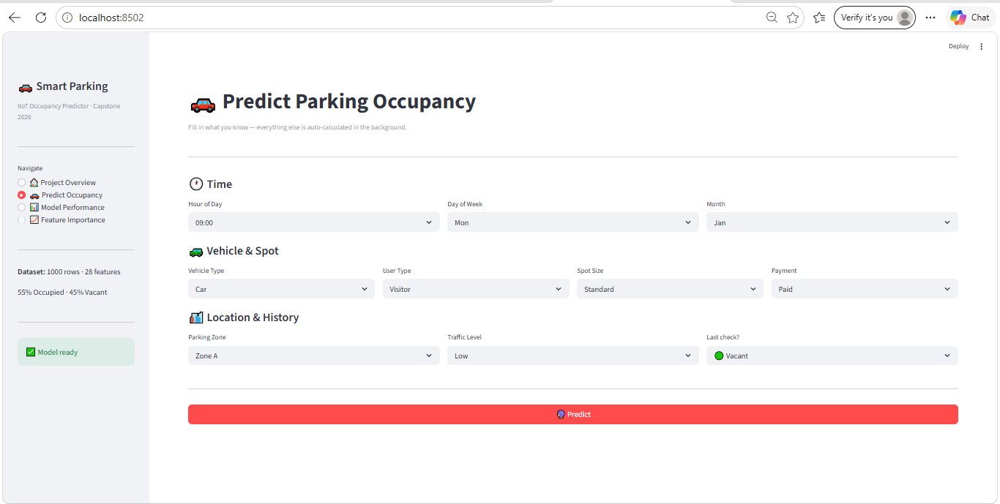 localhost:8502
Verify it's you
Chat
Deploy
Smart Parking
IIoT Occupancy Predictor · Capstone
2026
Navigate
Project Overview
Predict Occupancy
Model Performance
Feature Importance
Dataset: 1000 rows · 28 features
55% Occupied · 45% Vacant
Model ready
Predict Parking Occupancy
Fill in what you know — everything else is auto-calculated in the background.
Time
Hour of Day Day of Week Month
09:00 Mon Jan
Vehicle & Spot
Vehicle Type User Type Spot Size Payment
Car Visitor Standard Paid
Location & History
Parking Zone Traffic Level Last check?
Zone A Low Vacant
Predict